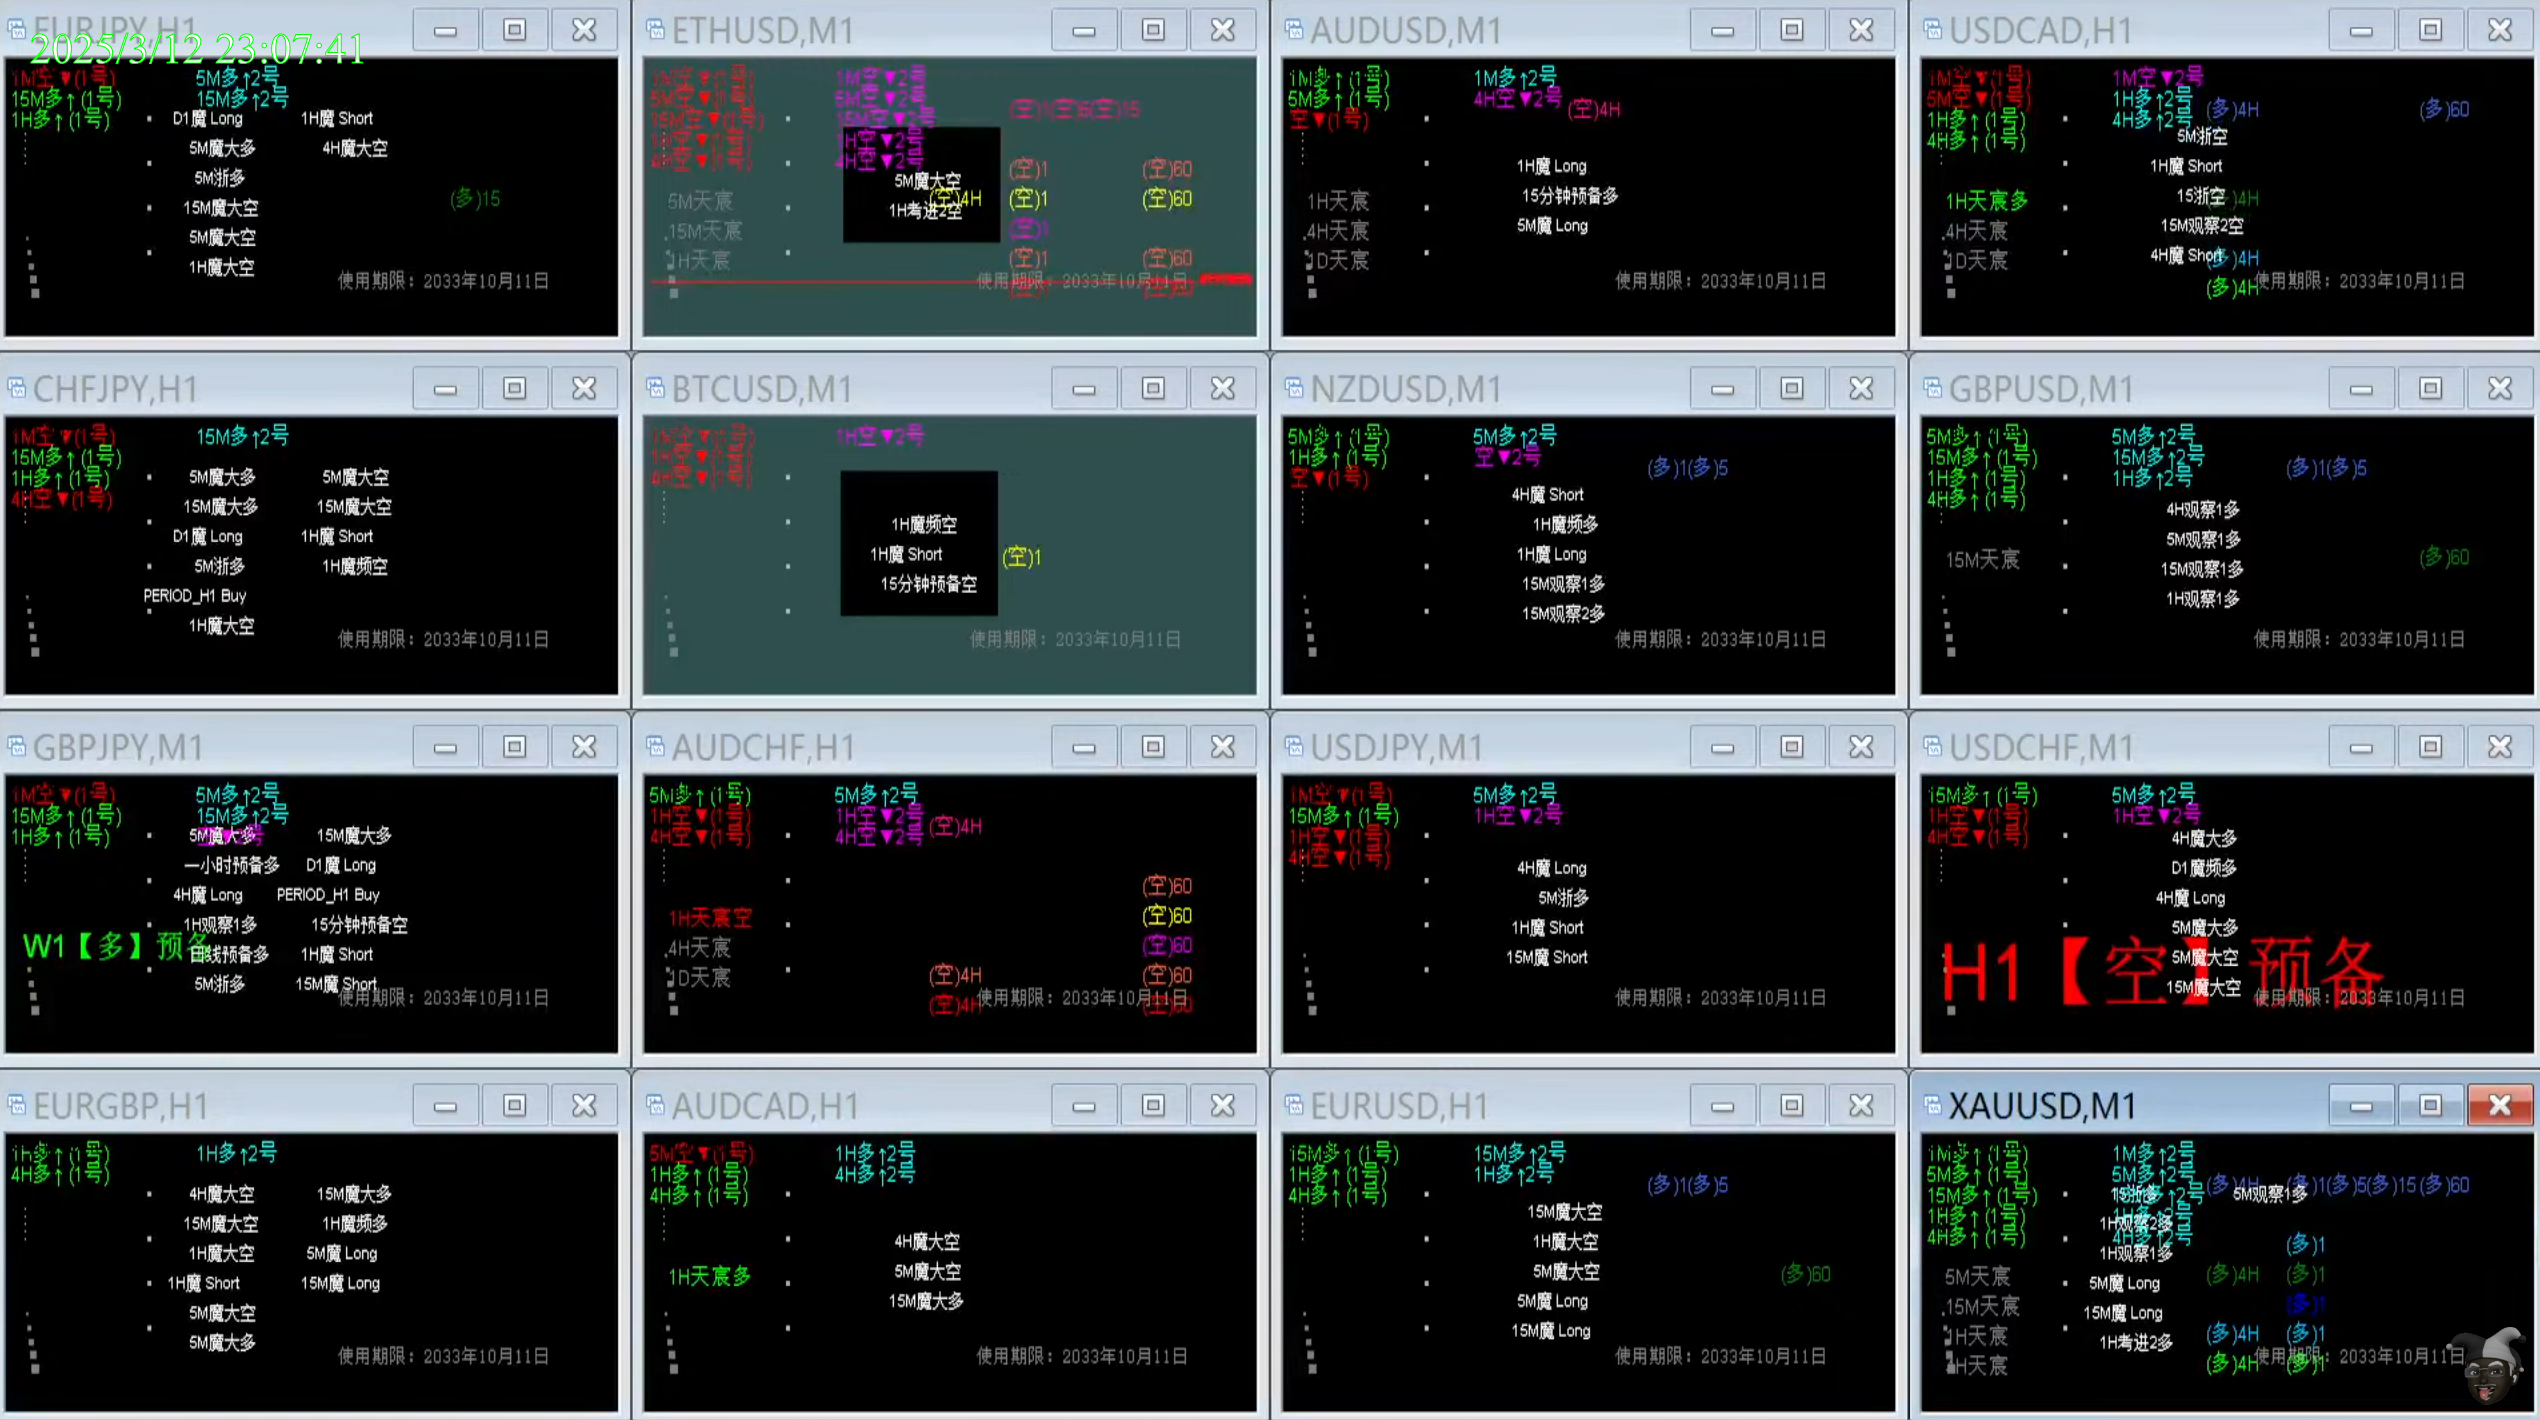 2025/3/12 23:07:41
EURJPY,H1
1M空▼(1号) 5M多↑2号
15M多↑(1号) 15M多↑2号
1H多↑(1号)
D1魔 Long 1H魔 Short
5M魔大多 4H魔大空
5M浙多
15M魔大空 (多)15
5M魔大空
1H魔大空
使用期限：2033年10月11日
ETHUSD,M1
1M空▼(1号) 1M空▼2号
5M空▼(1号) 5M空▼2号
15M空▼(1号) 15M空▼2号
1H空▼(1号) 1H空▼2号
4H空▼(1号) 4H空▼2号
(空)1(空)5(空)15
(空)1 (空)60
5M魔大空
5M天宸 (空)4H (空)1 (空)60
1H考进2空
15M天宸 (空)1
1H天宸 (空)1 (空)60
使用期限：2033年10月11日
AUDUSD,M1
1M多↑(1号) 1M多↑2号
5M多↑(1号) 4H空▼2号 (空)4H
空▼(1号)
1H魔 Long
15分钟预备多
1H天宸
5M魔 Long
4H天宸
1D天宸
使用期限：2033年10月11日
USDCAD,H1
1M空▼(1号) 1M空▼2号
5M空▼(1号) 1H多↑2号 (多)4H (多)60
1H多↑(1号) 4H多↑2号
4H多↑(1号) 5M浙空
1H魔 Short
1H天宸多 15浙空
4H天宸 15M观察2空
1D天宸 4H魔 Short (多)4H
(多)4H 使用期限：2033年10月11日
CHFJPY,H1
1M空▼(1号) 15M多↑2号
15M多↑(1号)
1H多↑(1号) 5M魔大多 5M魔大空
4H空▼(1号) 15M魔大多 15M魔大空
D1魔 Long 1H魔 Short
5M浙多 1H魔频空
PERIOD_H1 Buy
1H魔大空
使用期限：2033年10月11日
BTCUSD,M1
1M空▼(1号) 1H空▼2号
1H空▼(1号)
4H空▼(1号)
1H魔频空
1H魔 Short (空)1
15分钟预备空
使用期限：2033年10月11日
NZDUSD,M1
5M多↑(1号) 5M多↑2号
1H多↑(1号) 空▼2号 (多)1(多)5
空▼(1号)
4H魔 Short
1H魔频多
1H魔 Long
15M观察1多
15M观察2多
使用期限：2033年10月11日
GBPUSD,M1
5M多↑(1号) 5M多↑2号
15M多↑(1号) 15M多↑2号 (多)1(多)5
1H多↑(1号) 1H多↑2号
4H多↑(1号)
4H观察1多
5M观察1多
15M天宸 15M观察1多 (多)60
1H观察1多
使用期限：2033年10月11日
GBPJPY,M1
1M空▼(1号) 5M多↑2号
15M多↑(1号) 15M多↑2号
1H多↑(1号) 5M魔大多 15M魔大多
一小时预备多 D1魔 Long
4H魔 Long PERIOD_H1 Buy
1H观察1多 15分钟预备空
W1【多】预备
日线预备多 1H魔 Short
5M浙多 15M魔 Short
使用期限：2033年10月11日
AUDCHF,H1
5M多↑(1号) 5M多↑2号
1H空▼(1号) 1H空▼2号 (空)4H
4H空▼(1号) 4H空▼2号
(空)60
1H天宸空 (空)60
4H天宸 (空)60
1D天宸 (空)4H (空)60
(空)4H 使用期限：2033年10月11日
USDJPY,M1
1M空▼(1号) 5M多↑2号
15M多↑(1号) 1H空▼2号
1H空▼(1号)
4H空▼(1号)
4H魔 Long
5M浙多
1H魔 Short
15M魔 Short
使用期限：2033年10月11日
USDCHF,M1
15M多↑(1号) 5M多↑2号
1H空▼(1号) 1H空▼2号
4H空▼(1号) 4H魔大多
D1魔频多
4H魔 Long
5M魔大多
H1【空】预备
5M魔大空
15M魔大空
使用期限：2033年10月11日
EURGBP,H1
1H多↑(1号) 1H多↑2号
4H多↑(1号)
4H魔大空 15M魔大多
15M魔大空 1H魔频多
1H魔大空 5M魔 Long
1H魔 Short 15M魔 Long
5M魔大空
5M魔大多
使用期限：2033年10月11日
AUDCAD,H1
5M空▼(1号) 1H多↑2号
1H多↑(1号) 4H多↑2号
4H多↑(1号)
4H魔大空
1H天宸多 5M魔大空
15M魔大多
使用期限：2033年10月11日
EURUSD,H1
15M多↑(1号) 15M多↑2号
1H多↑(1号) 1H多↑2号 (多)1(多)5
4H多↑(1号)
15M魔大空
1H魔大空
5M魔大空 (多)60
5M魔 Long
15M魔 Long
使用期限：2033年10月11日
XAUUSD,M1
1M多↑(1号) 1M多↑2号
5M多↑(1号) 5M多↑2号 (多)4H (多)1(多)5(多)15(多)60
15M多↑(1号) 15浙多 5M观察1多
1H多↑(1号) 1H观察2多
4H多↑(1号) 4H多↑2号 (多)1
1H观察1多
5M天宸 5M魔 Long (多)4H (多)1
15M天宸 15M魔 Long (多)1
1H天宸 1H考进2多 (多)4H (多)1
4H天宸 (多)4H (多)1 使用期限：2033年10月11日